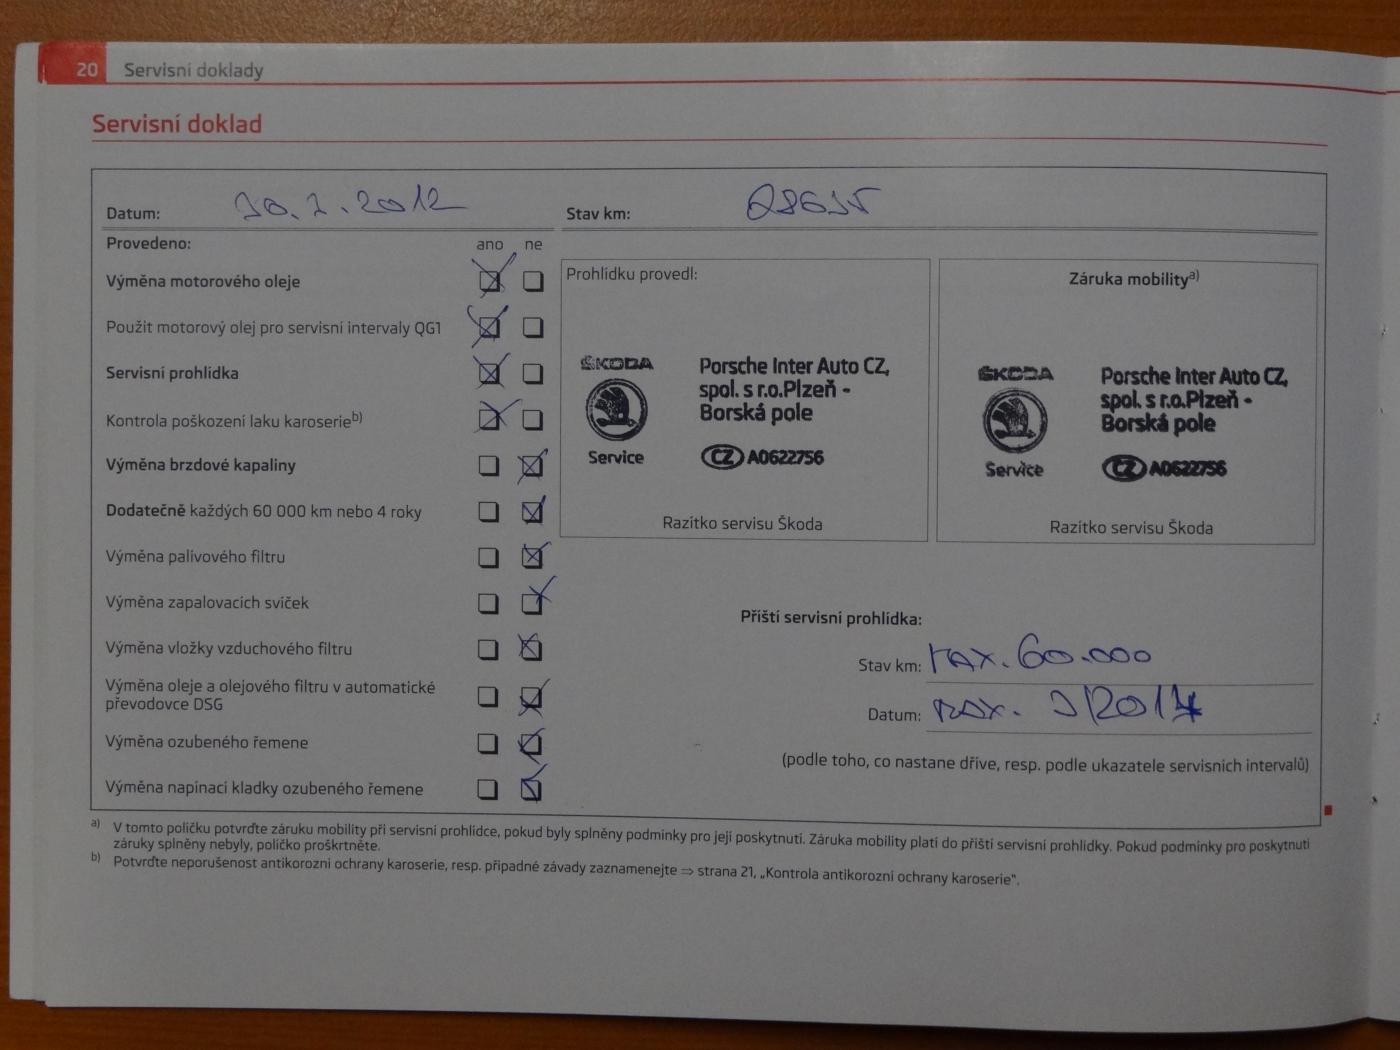 20 Servisní doklady
Servisní doklad
Datum: 30.7.2012 Stav km:
Provedeno: ano ne
Výměna motorového oleje
Použit motorový olej pro servisní intervaly QG1
Servisní prohlídka
Kontrola poškození laku karoserie b)
Výměna brzdové kapaliny
Dodatečně každých 60 000 km nebo 4 roky
Výměna palivového filtru
Výměna zapalovacích svíček
Výměna vložky vzduchového filtru
Výměna oleje a olejového filtru v automatické
převodovce DSG
Výměna ozubeného řemene
Výměna napínací kladky ozubeného řemene
Prohlídku provedl:
ŠKODA
Service
Porsche Inter Auto CZ,
spol. s r.o.Plzeň -
Borská pole
CZ A0622756
Razítko servisu Škoda
Záruka mobility a)
ŠKODA
Service
Porsche Inter Auto CZ,
spol. s r.o.Plzeň -
Borská pole
CZ A0622756
Razítko servisu Škoda
Příští servisní prohlídka:
Stav km: MAX. 60.000
Datum: MAX.
(podle toho, co nastane dříve, resp. podle ukazatele servisních intervalů)
a) V tomto políčku potvrďte záruku mobility při servisní prohlídce, pokud byly splněny podmínky pro její poskytnutí. Záruka mobility platí do příští servisní prohlídky. Pokud podmínky pro poskytnutí
záruky splněny nebyly, políčko proškrtněte.
b) Potvrďte neporušenost antikorozní ochrany karoserie, resp. případné závady zaznamenejte ⇒ strana 21, „Kontrola antikorozní ochrany karoserie“.